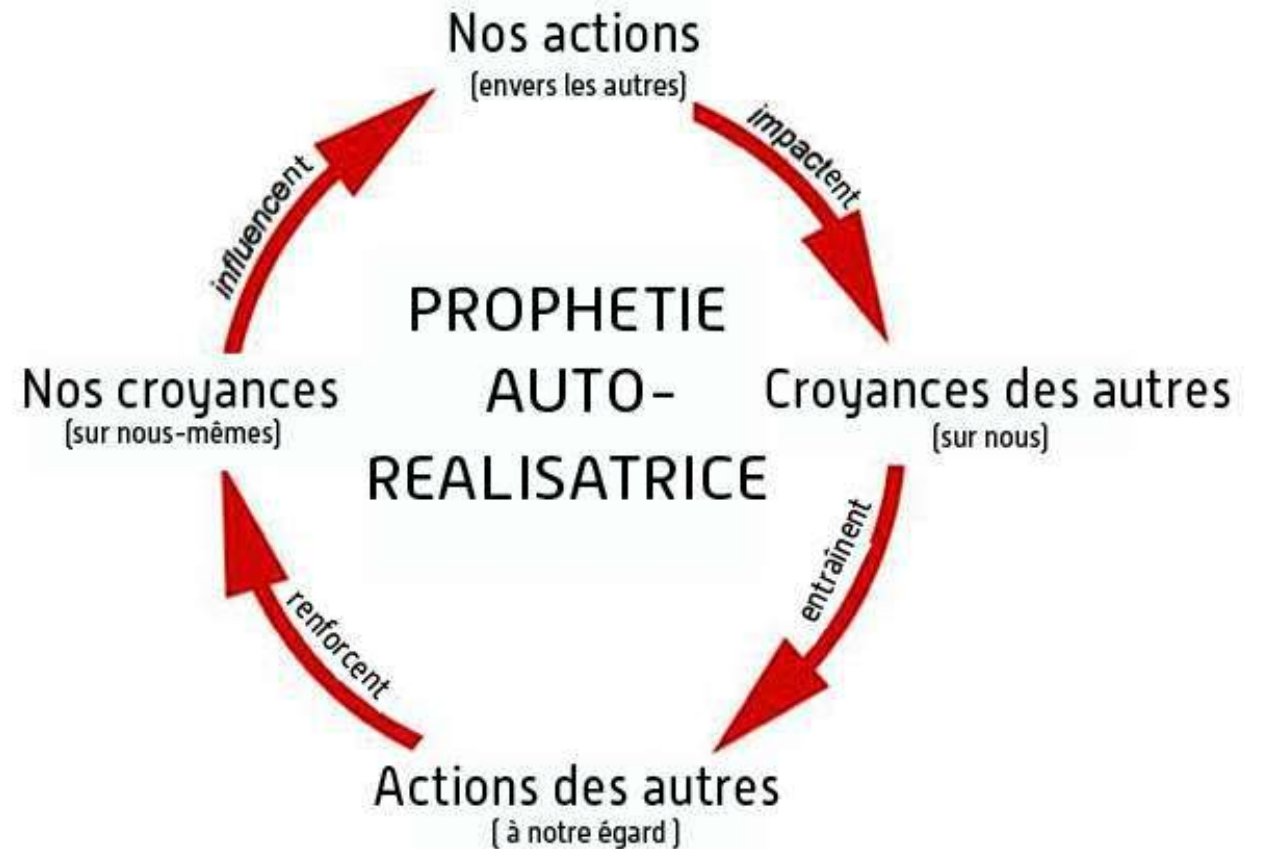 Nos actions
(envers les autres)
impactent
influencent
PROPHETIE
AUTO-
REALISATRICE
Nos croyances
(sur nous-mêmes)
Croyances des autres
(sur nous)
entraînent
renforcent
Actions des autres
( à notre égard )